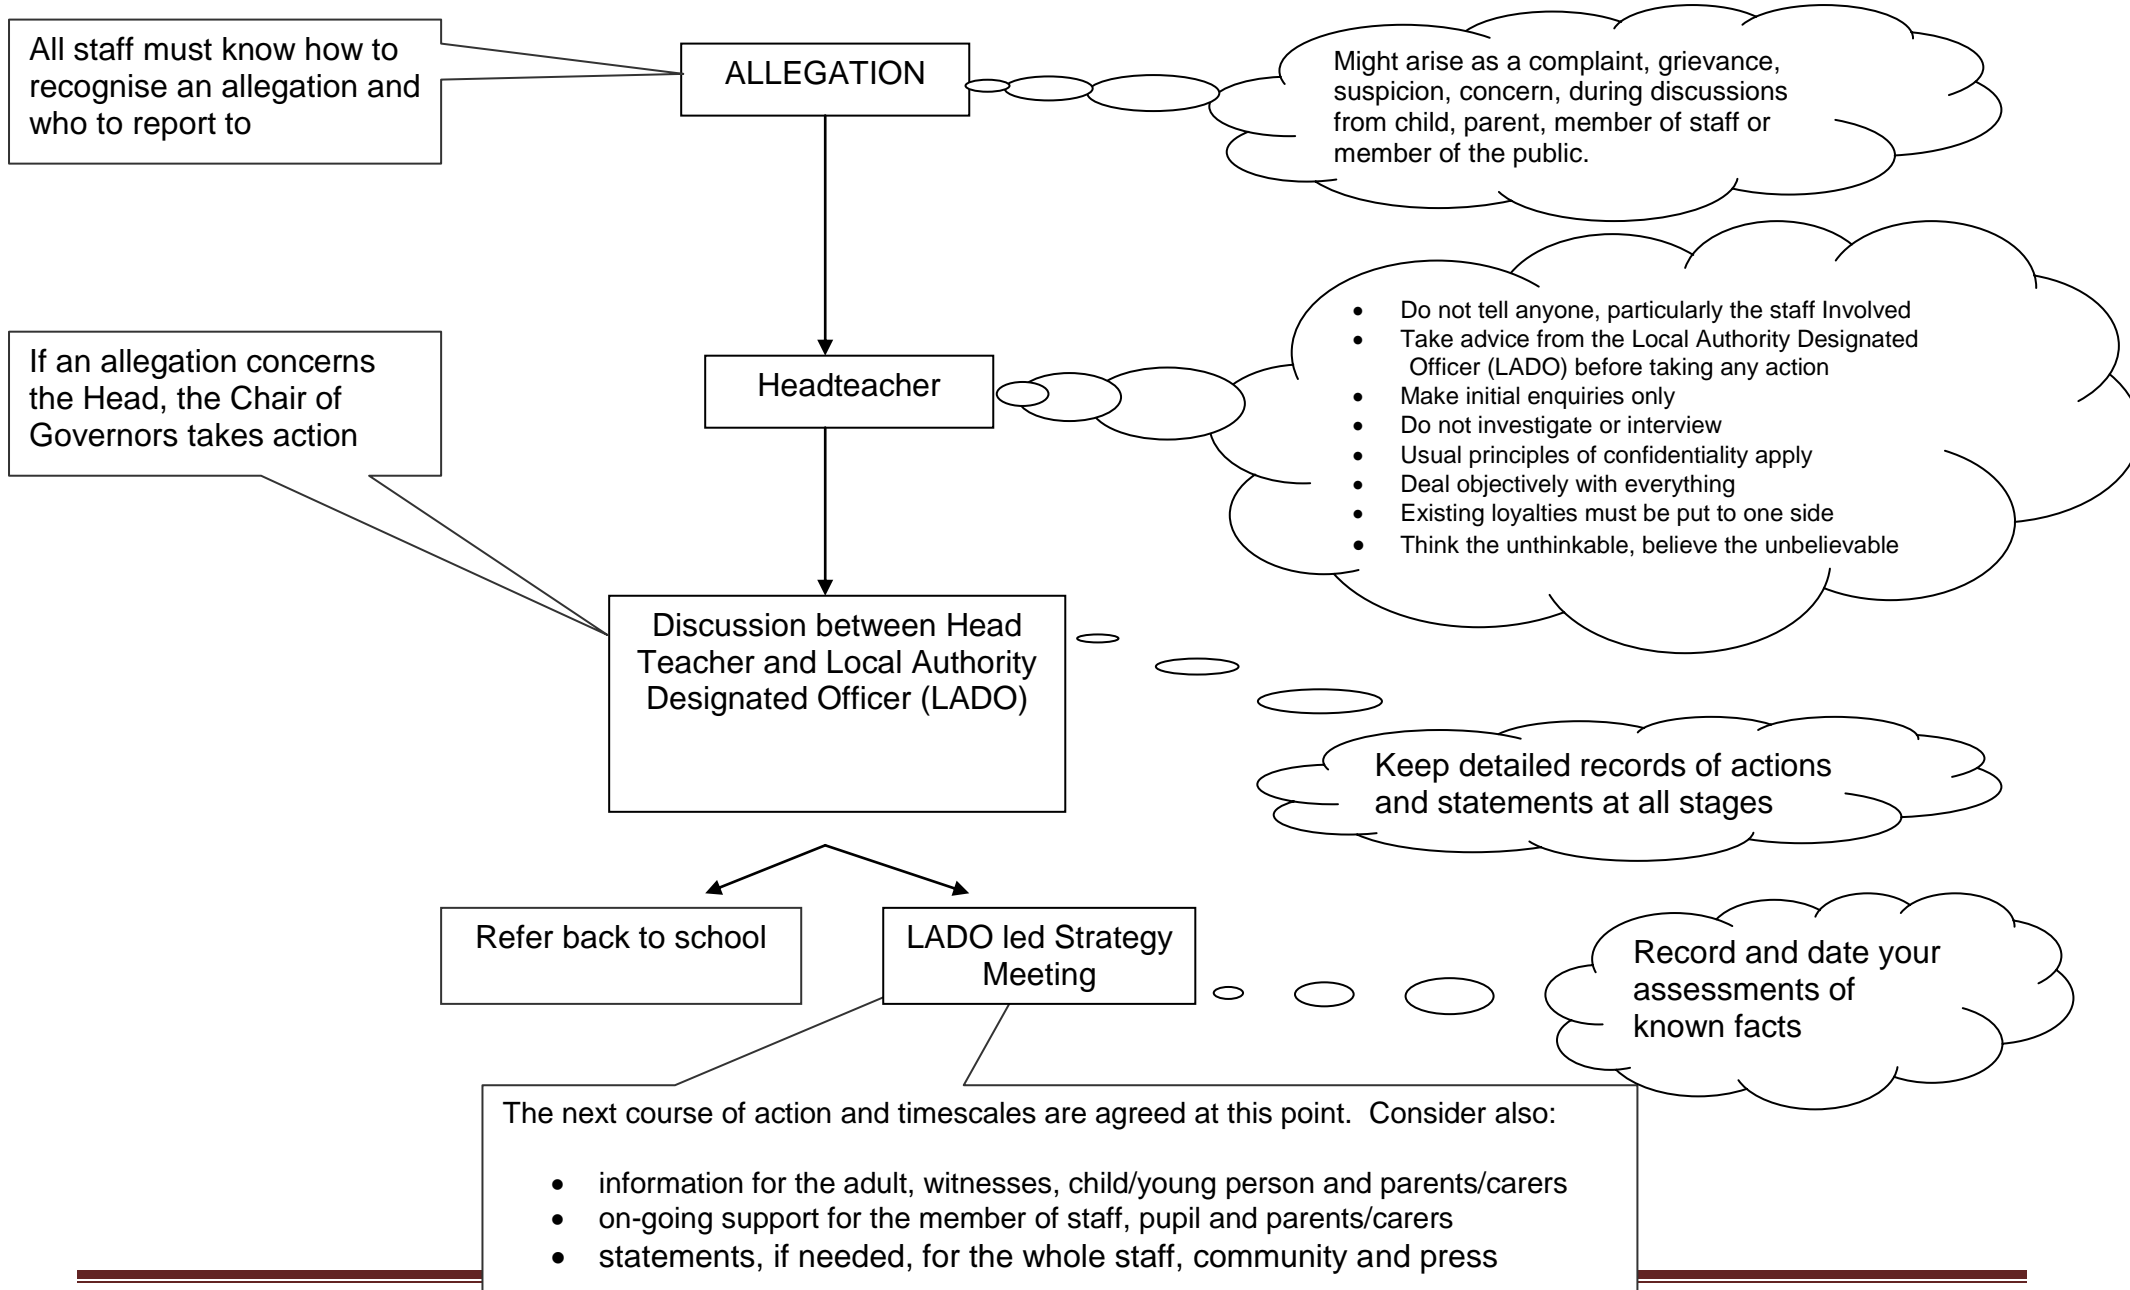 All staff must know how to
recognise an allegation and
who to report to
ALLEGATION
Might arise as a complaint, grievance,
suspicion, concern, during discussions
from child, parent, member of staff or
member of the public.
If an allegation concerns
the Head, the Chair of
Governors takes action
Headteacher
• Do not tell anyone, particularly the staff Involved
• Take advice from the Local Authority Designated
Officer (LADO) before taking any action
• Make initial enquiries only
• Do not investigate or interview
• Usual principles of confidentiality apply
• Deal objectively with everything
• Existing loyalties must be put to one side
• Think the unthinkable, believe the unbelievable
Discussion between Head
Teacher and Local Authority
Designated Officer (LADO)
Keep detailed records of actions
and statements at all stages
Refer back to school
LADO led Strategy
Meeting
Record and date your
assessments of
known facts
The next course of action and timescales are agreed at this point.  Consider also:
• information for the adult, witnesses, child/young person and parents/carers
• on-going support for the member of staff, pupil and parents/carers
• statements, if needed, for the whole staff, community and press